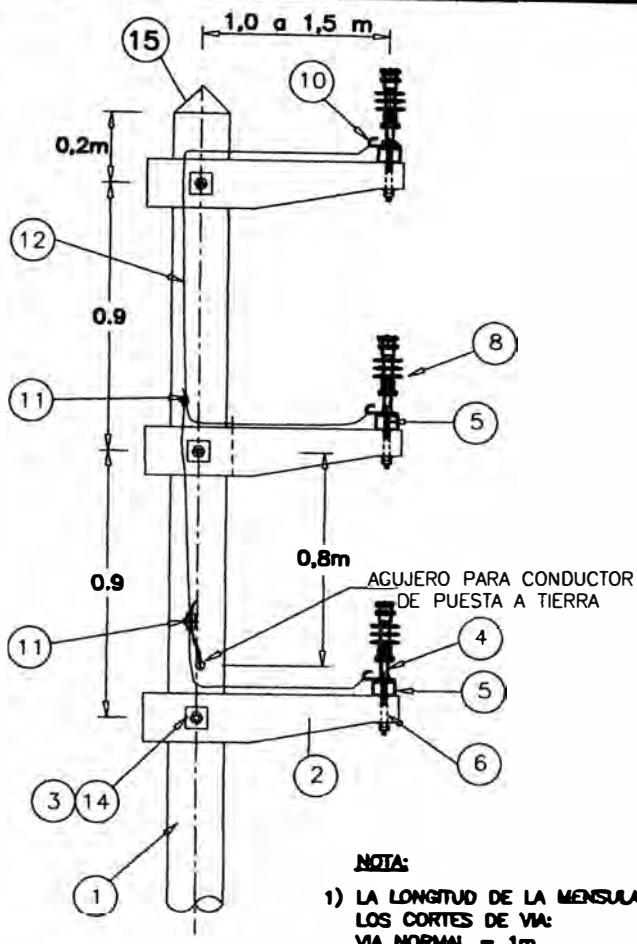 1,0 a 1,5 m
15
10
0,2m
12
0.9
8
11
5
0,8m
0.9
AGUJERO PARA CONDUCTOR
DE PUESTA A TIERRA
11
4
5
2
6
3 14
1
NOTA:
1) LA LONGITUD DE LA MENSULA
LOS CORTES DE VIA:
VIA NORMAL = 1m